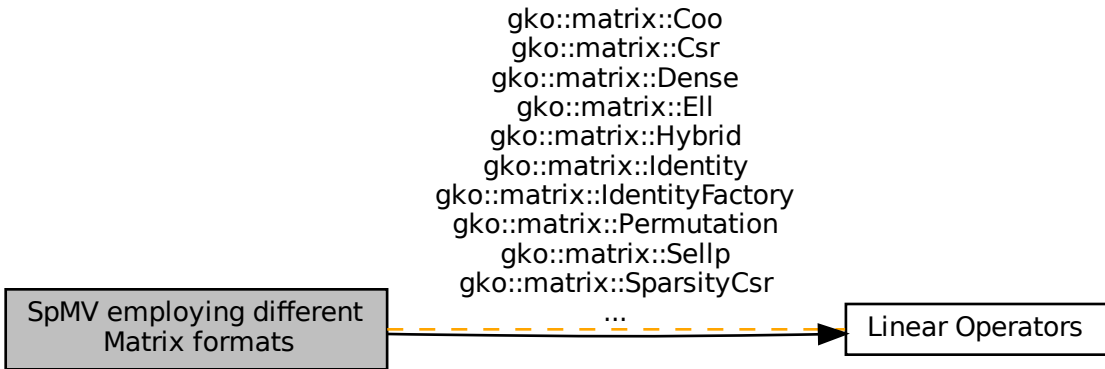 gko::matrix::Coo
gko::matrix::Csr
gko::matrix::Dense
gko::matrix::Ell
gko::matrix::Hybrid
gko::matrix::Identity
gko::matrix::IdentityFactory
gko::matrix::Permutation
gko::matrix::Sellp
gko::matrix::SparsityCsr
...
SpMV employing different
Matrix formats
Linear Operators